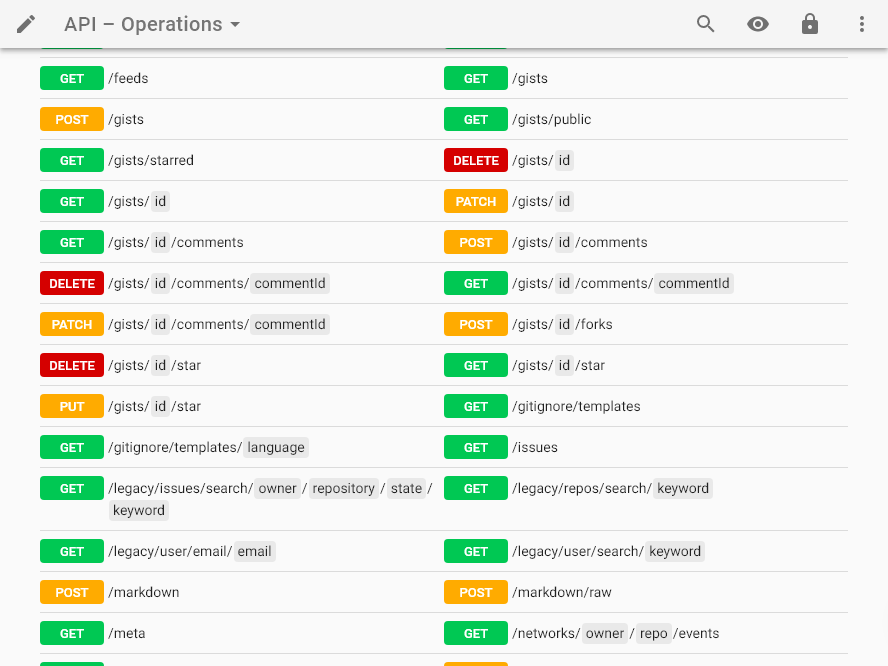 API – Operations
GET /feeds GET /gists
POST /gists GET /gists/public
GET /gists/starred DELETE /gists/ id
GET /gists/ id PATCH /gists/ id
GET /gists/ id /comments POST /gists/ id /comments
DELETE /gists/ id /comments/ commentId GET /gists/ id /comments/ commentId
PATCH /gists/ id /comments/ commentId POST /gists/ id /forks
DELETE /gists/ id /star GET /gists/ id /star
PUT /gists/ id /star GET /gitignore/templates
GET /gitignore/templates/ language GET /issues
GET /legacy/issues/search/ owner / repository / state / GET /legacy/repos/search/ keyword
keyword
GET /legacy/user/email/ email GET /legacy/user/search/ keyword
POST /markdown POST /markdown/raw
GET /meta GET /networks/ owner / repo /events